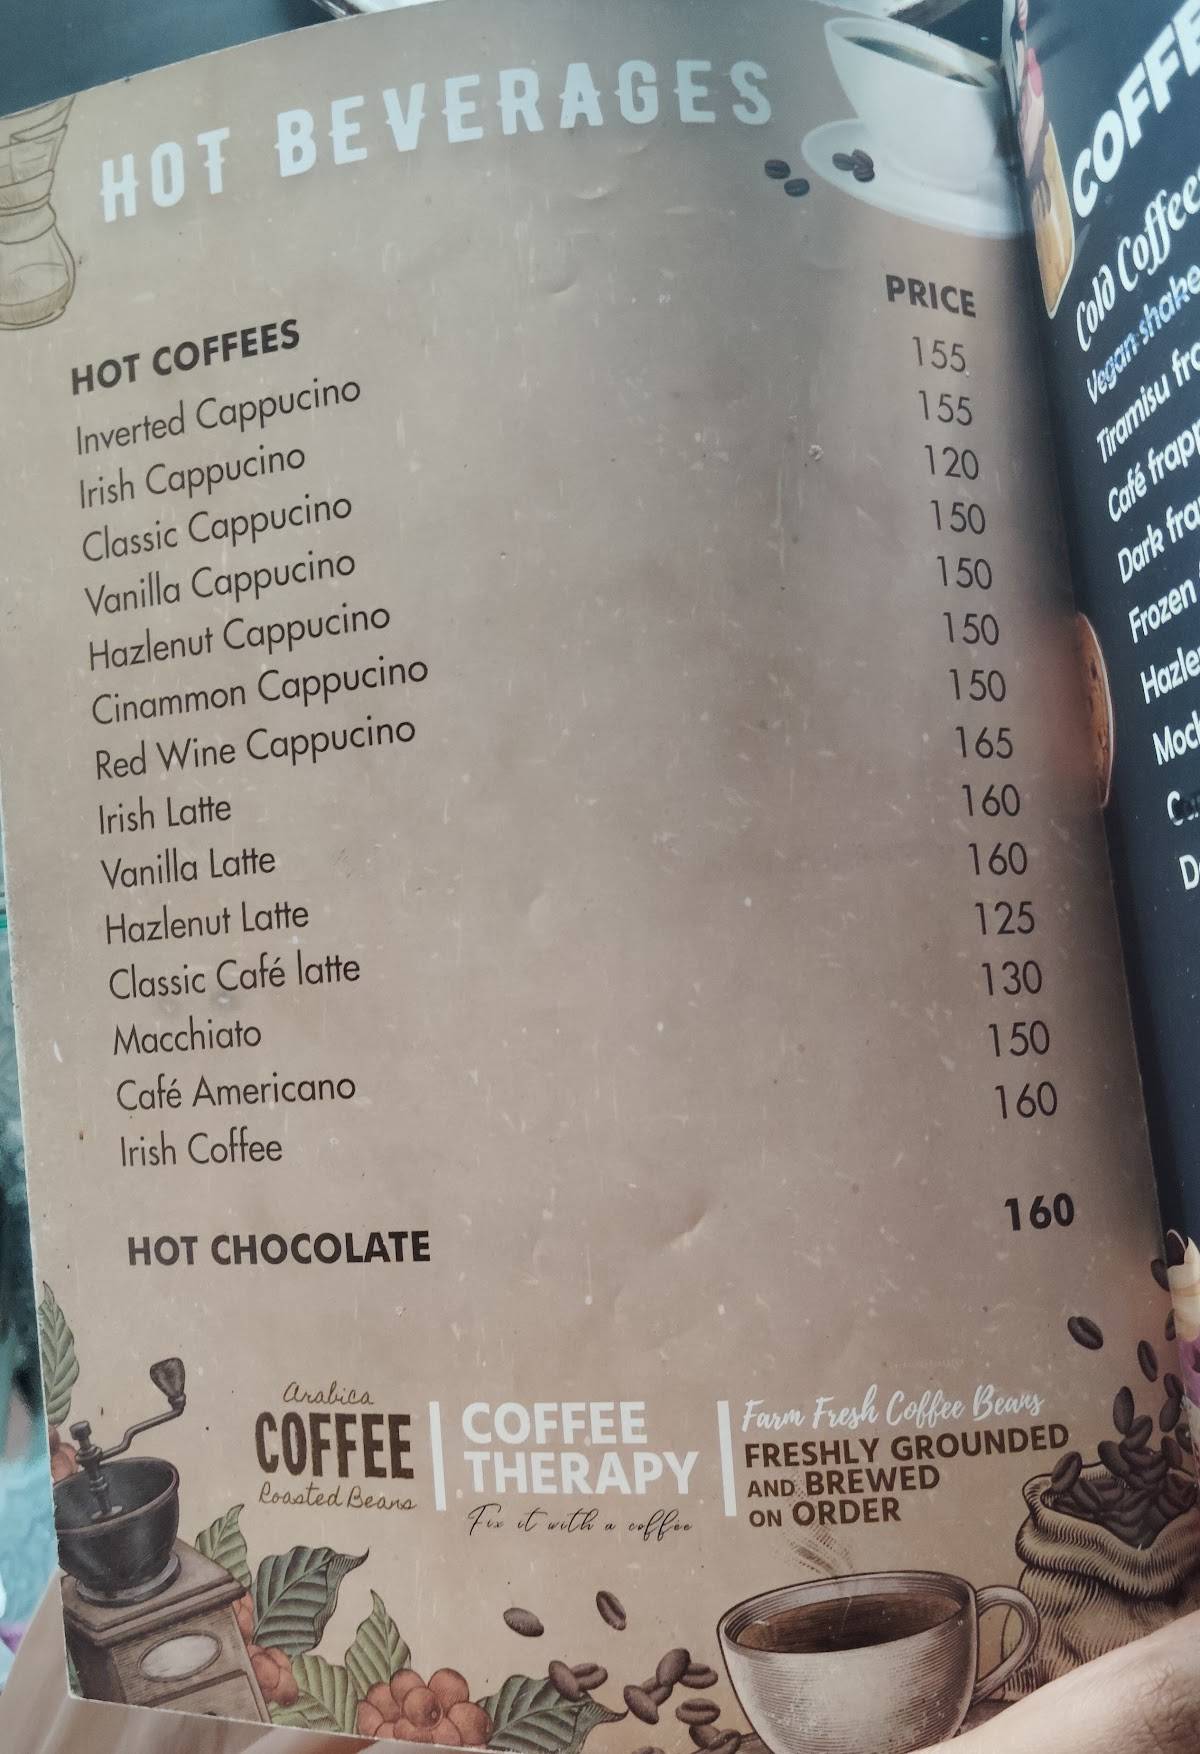 HOT BEVERAGES
PRICE
HOT COFFEES
Inverted Cappucino 155
Irish Cappucino 155
Classic Cappucino 120
Vanilla Cappucino 150
Hazlenut Cappucino 150
Cinammon Cappucino 150
Red Wine Cappucino 150
Irish Latte 165
Vanilla Latte 160
Hazlenut Latte 160
Classic Café latte 125
Macchiato 130
Café Americano 150
Irish Coffee 160
HOT CHOCOLATE 160
Arabica
COFFEE
Roasted Beans
COFFEE
THERAPY
Fix it with a coffee
Farm Fresh Coffee Beans
FRESHLY GROUNDED
AND BREWED
ON ORDER
COFFE
Cold Coffee
Vegan shake
Tiramisu fra
Café frapp
Dark fra
Frozen
Hazle
Moc